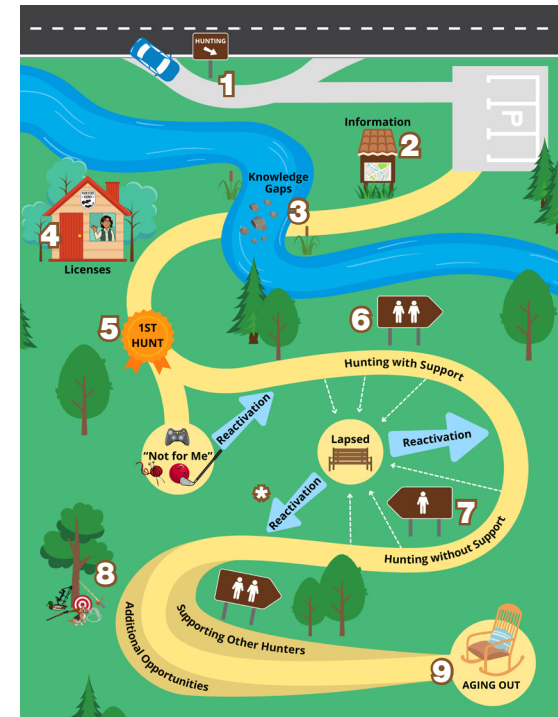 HUNTING
1
P
Information
2
Knowledge
Gaps
3
4
Licenses
5
1ST
HUNT
6
Hunting with Support
"Not for Me"
Reactivation
Lapsed
Reactivation
*
Reactivation
7
Hunting without Support
8
Supporting Other Hunters
Additional Opportunities
9
AGING OUT